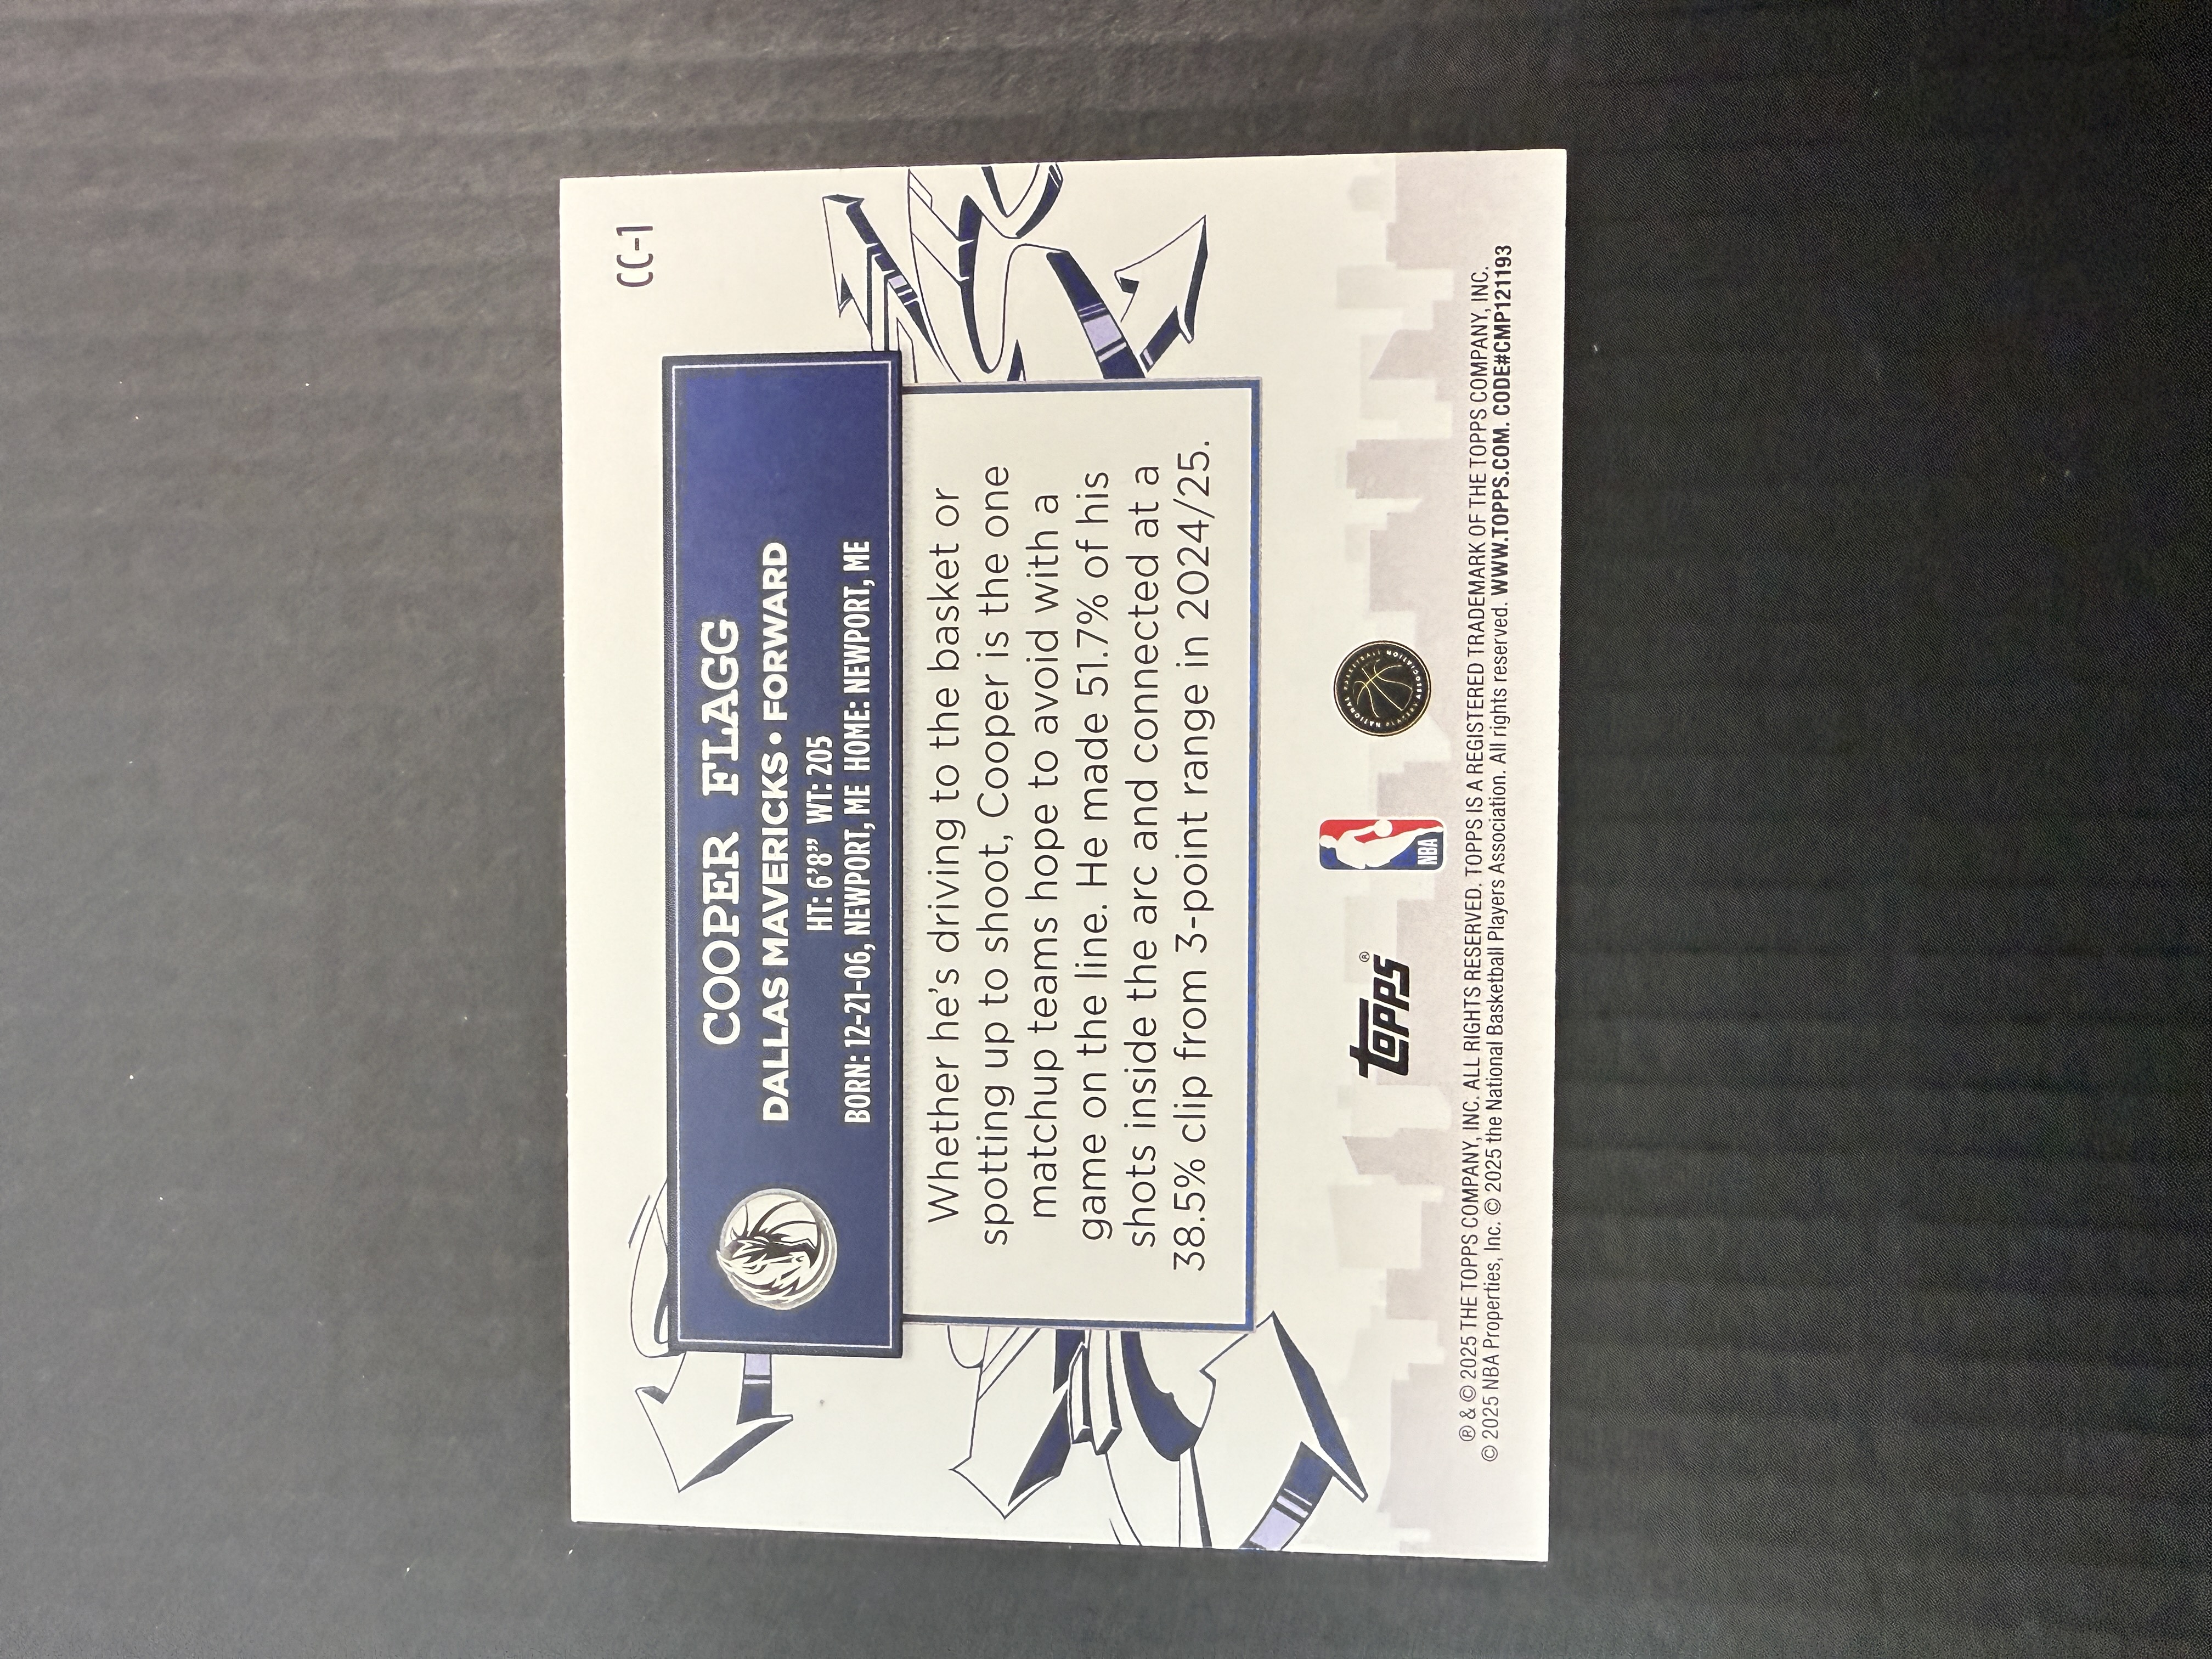 CC-1
COOPER FLAGG
DALLAS MAVERICKS • FORWARD
HT: 6'8" WT: 205
BORN: 12-21-06, NEWPORT, ME HOME: NEWPORT, ME
Whether he's driving to the basket or
spotting up to shoot, Cooper is the one
matchup teams hope to avoid with a
game on the line. He made 51.7% of his
shots inside the arc and connected at a
38.5% clip from 3-point range in 2024/25.
topps®
NBA
NATIONAL BASKETBALL PLAYERS ASSOCIATION
® & © 2025 THE TOPPS COMPANY, INC. ALL RIGHTS RESERVED. TOPPS IS A REGISTERED TRADEMARK OF THE TOPPS COMPANY, INC.
© 2025 NBA Properties, Inc. © 2025 the National Basketball Players Association. All rights reserved. WWW.TOPPS.COM. CODE#CMP121193